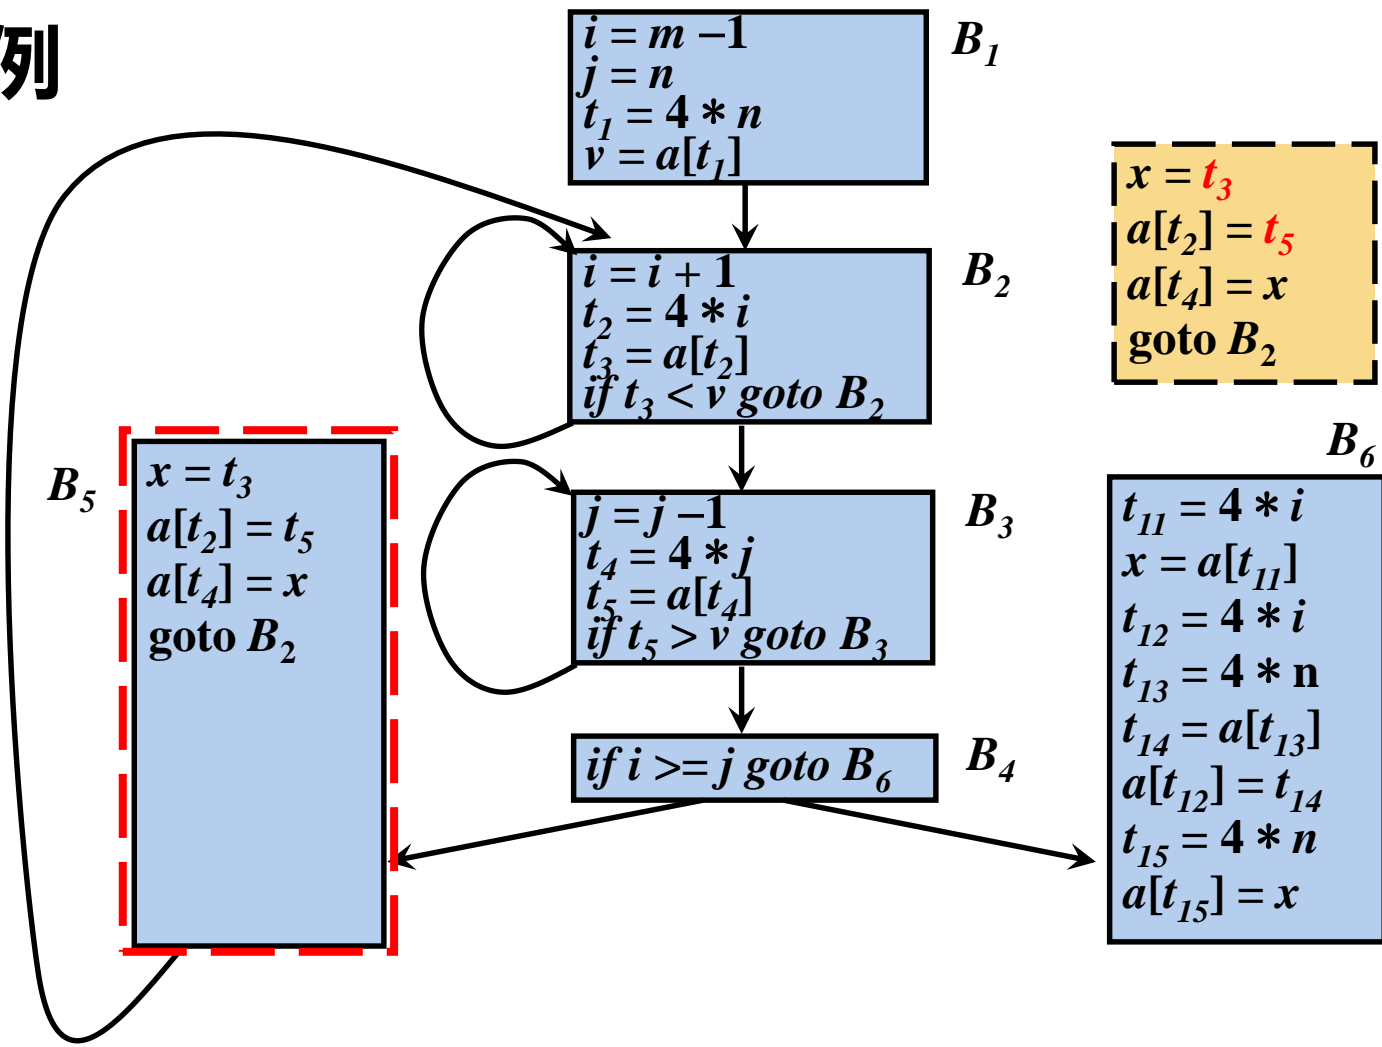 例
i = m −1
j = n
t1 = 4 * n
v = a[t1]
B1
i = i + 1
t2 = 4 * i
t3 = a[t2]
if t3 < v goto B2
B2
x = t3
a[t2] = t5
a[t4] = x
goto B2
B5
x = t3
a[t2] = t5
a[t4] = x
goto B2
j = j −1
t4 = 4 * j
t5 = a[t4]
if t5 > v goto B3
B3
if i >= j goto B6
B4
B6
t11 = 4 * i
x = a[t11]
t12 = 4 * i
t13 = 4 * n
t14 = a[t13]
a[t12] = t14
t15 = 4 * n
a[t15] = x